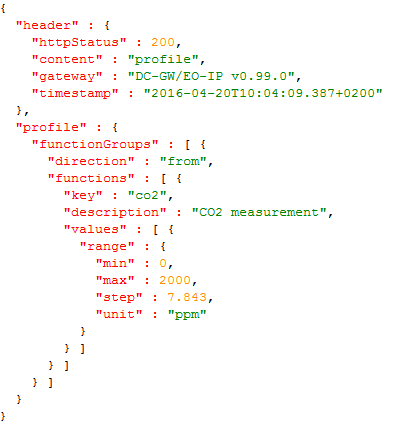 {
  "header" : {
    "httpStatus" : 200,
    "content" : "profile",
    "gateway" : "DC-GW/EO-IP v0.99.0",
    "timestamp" : "2016-04-20T10:04:09.387+0200"
  },
  "profile" : {
    "functionGroups" : [ {
      "direction" : "from",
      "functions" : [ {
        "key" : "co2",
        "description" : "CO2 measurement",
        "values" : [ {
          "range" : {
            "min" : 0,
            "max" : 2000,
            "step" : 7.843,
            "unit" : "ppm"
          }
        } ]
      } ]
    } ]
  }
}